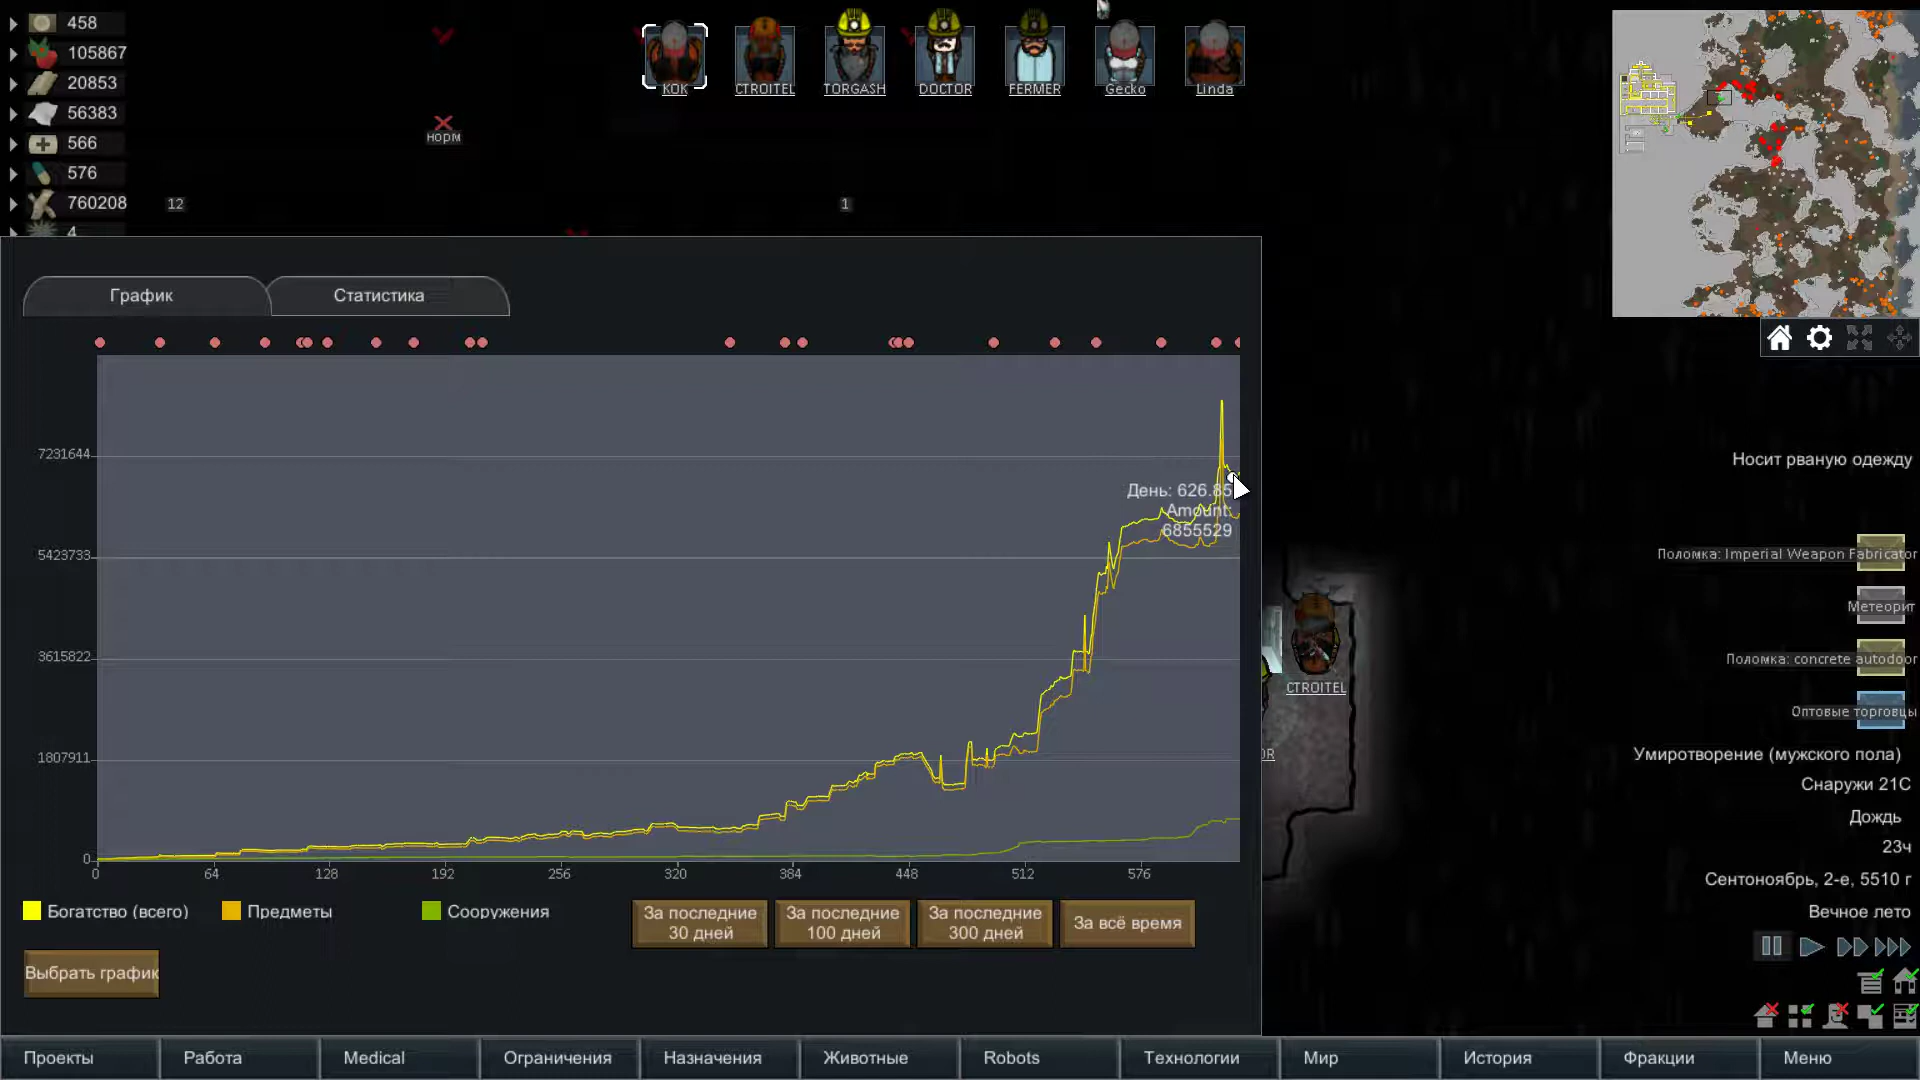 458
105867
20853
56383
566
576
760208
4
12
1
норм
KOK
CTROITEL
TORGASH
DOCTOR
FERMER
Gecko
Linda
График
Статистика
7231644
5423733
3615822
1807911
0
День: 626.85
Amount:
6855529
0
64
128
192
256
320
384
448
512
576
Богатство (всего)
Предметы
Сооружения
За последние
30 дней
За последние
100 дней
За последние
300 дней
За всё время
Выбрать график
CTROITEL
OR
Носит рваную одежду
Поломка: Imperial Weapon Fabricator
Метеорит
Поломка: concrete autodoor
Оптовые торговцы
Умиротворение (мужского пола)
Снаружи 21C
Дождь
23ч
Сентоноябрь, 2-е, 5510 г
Вечное лето
Проекты
Работа
Medical
Ограничения
Назначения
Животные
Robots
Технологии
Мир
История
Фракции
Меню